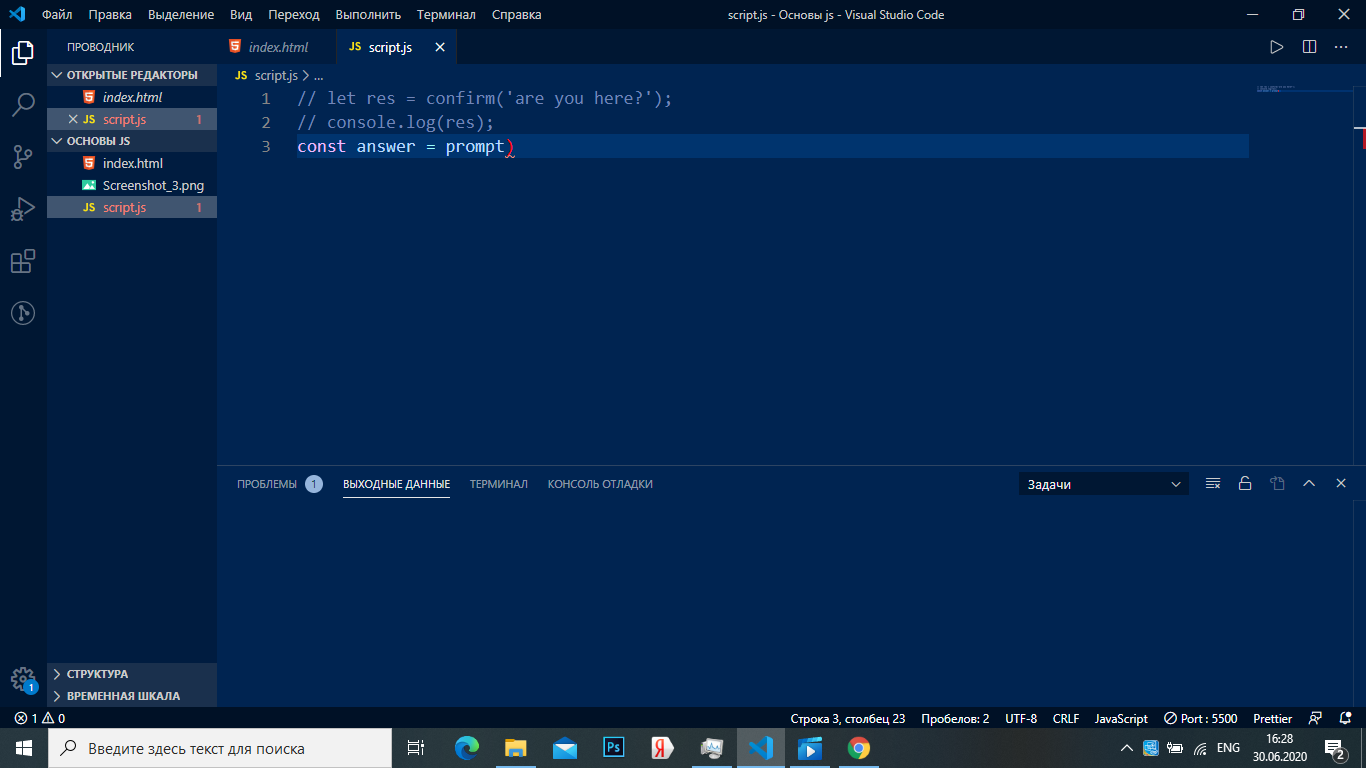 Файл Правка Выделение Вид Переход Выполнить Терминал Справка script.js - Основы js - Visual Studio Code
ПРОВОДНИК
index.html JS script.js
ОТКРЫТЫЕ РЕДАКТОРЫ
index.html
JS script.js 1
ОСНОВЫ JS
index.html
Screenshot_3.png
JS script.js 1
JS script.js > ...
1 // let res = confirm('are you here?');
2 // console.log(res);
3 const answer = prompt)
ПРОБЛЕМЫ 1 ВЫХОДНЫЕ ДАННЫЕ ТЕРМИНАЛ КОНСОЛЬ ОТЛАДКИ Задачи
1
СТРУКТУРА
ВРЕМЕННАЯ ШКАЛА
1 0 Строка 3, столбец 23 Пробелов: 2 UTF-8 CRLF JavaScript Port : 5500 Prettier
Введите здесь текст для поиска Ps Я ENG 16:28
30.06.2020 2